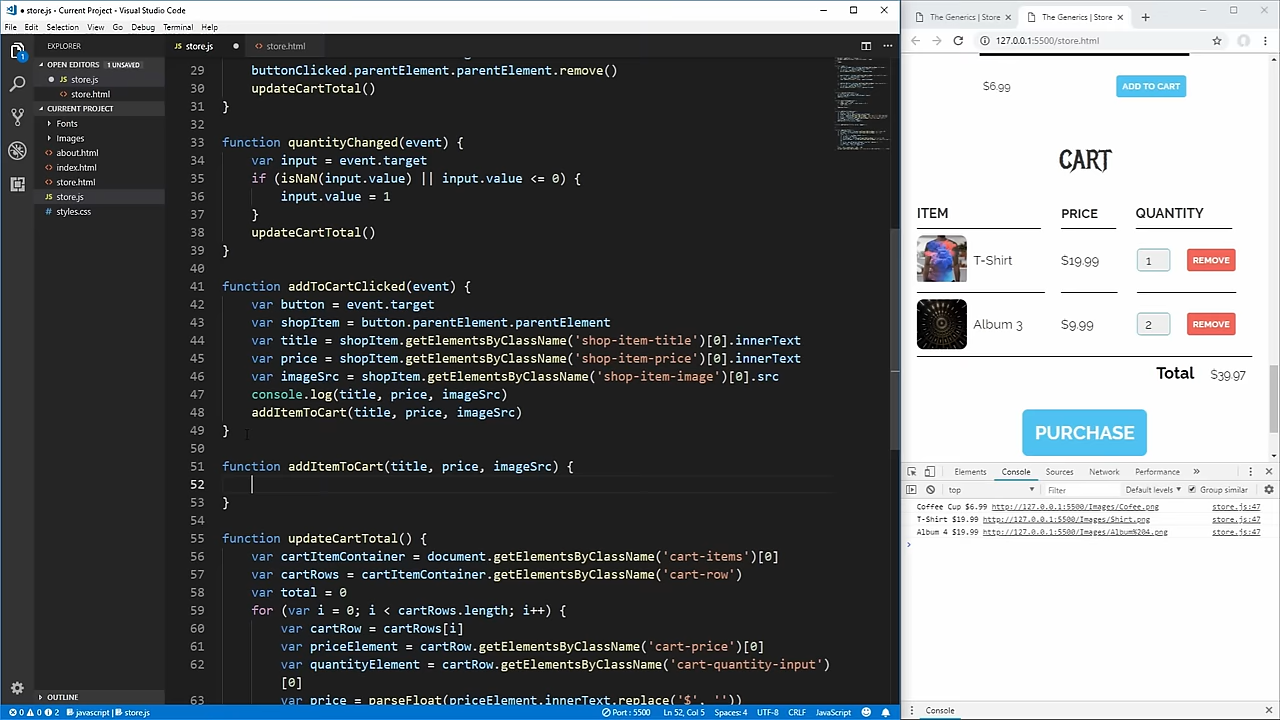 ● store.js - Current Project - Visual Studio Code
File Edit Selection View Go Debug Terminal Help
EXPLORER
OPEN EDITORS 1 UNSAVED
store.js
store.html
CURRENT PROJECT
Fonts
Images
about.html
index.html
store.html
store.js
styles.css
OUTLINE
store.js
store.html
29 buttonClicked.parentElement.parentElement.remove()
30 updateCartTotal()
31 }
32
33 function quantityChanged(event) {
34 var input = event.target
35 if (isNaN(input.value) || input.value <= 0) {
36 input.value = 1
37 }
38 updateCartTotal()
39 }
40
41 function addToCartClicked(event) {
42 var button = event.target
43 var shopItem = button.parentElement.parentElement
44 var title = shopItem.getElementsByClassName('shop-item-title')[0].innerText
45 var price = shopItem.getElementsByClassName('shop-item-price')[0].innerText
46 var imageSrc = shopItem.getElementsByClassName('shop-item-image')[0].src
47 console.log(title, price, imageSrc)
48 addItemToCart(title, price, imageSrc)
49 }
50
51 function addItemToCart(title, price, imageSrc) {
52
53 }
54
55 function updateCartTotal() {
56 var cartItemContainer = document.getElementsByClassName('cart-items')[0]
57 var cartRows = cartItemContainer.getElementsByClassName('cart-row')
58 var total = 0
59 for (var i = 0; i < cartRows.length; i++) {
60 var cartRow = cartRows[i]
61 var priceElement = cartRow.getElementsByClassName('cart-price')[0]
62 var quantityElement = cartRow.getElementsByClassName('cart-quantity-input')
[0]
63 var price = parseFloat(priceElement.innerText.replace('$', ''))
0 0 2 javascript | store.js Port : 5500 Ln 52, Col 5 Spaces: 4 UTF-8 CRLF JavaScript
The Generics | Store
The Generics | Store
127.0.0.1:5500/store.html
$6.99 ADD TO CART
CART
ITEM PRICE QUANTITY
T-Shirt $19.99 1 REMOVE
Album 3 $9.99 2 REMOVE
Total $39.97
PURCHASE
Elements Console Sources Network Performance »
top Filter Default levels Group similar
Coffee Cup $6.99 http://127.0.0.1:5500/Images/Cofee.png store.js:47
T-Shirt $19.99 http://127.0.0.1:5500/Images/Shirt.png store.js:47
Album 4 $19.99 http://127.0.0.1:5500/Images/Album%204.png store.js:47
Console